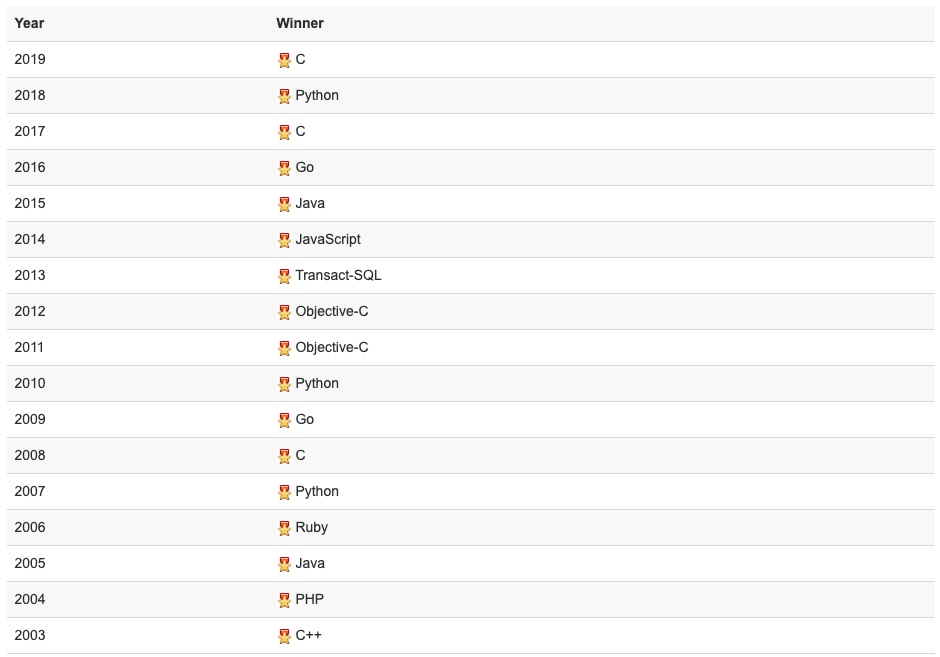 Year Winner
2019 C
2018 Python
2017 C
2016 Go
2015 Java
2014 JavaScript
2013 Transact-SQL
2012 Objective-C
2011 Objective-C
2010 Python
2009 Go
2008 C
2007 Python
2006 Ruby
2005 Java
2004 PHP
2003 C++